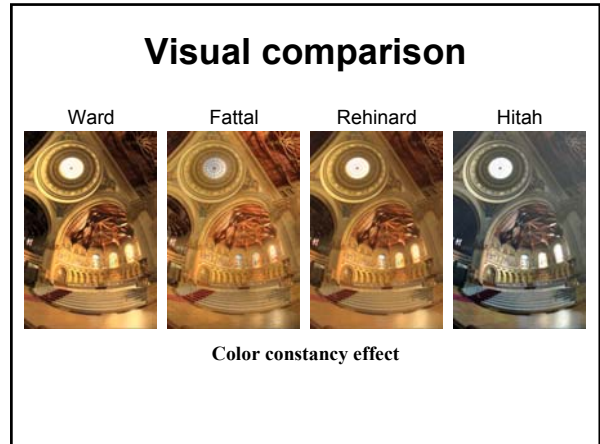 Visual comparison
Ward Fattal Rehinard Hitah
Color constancy effect